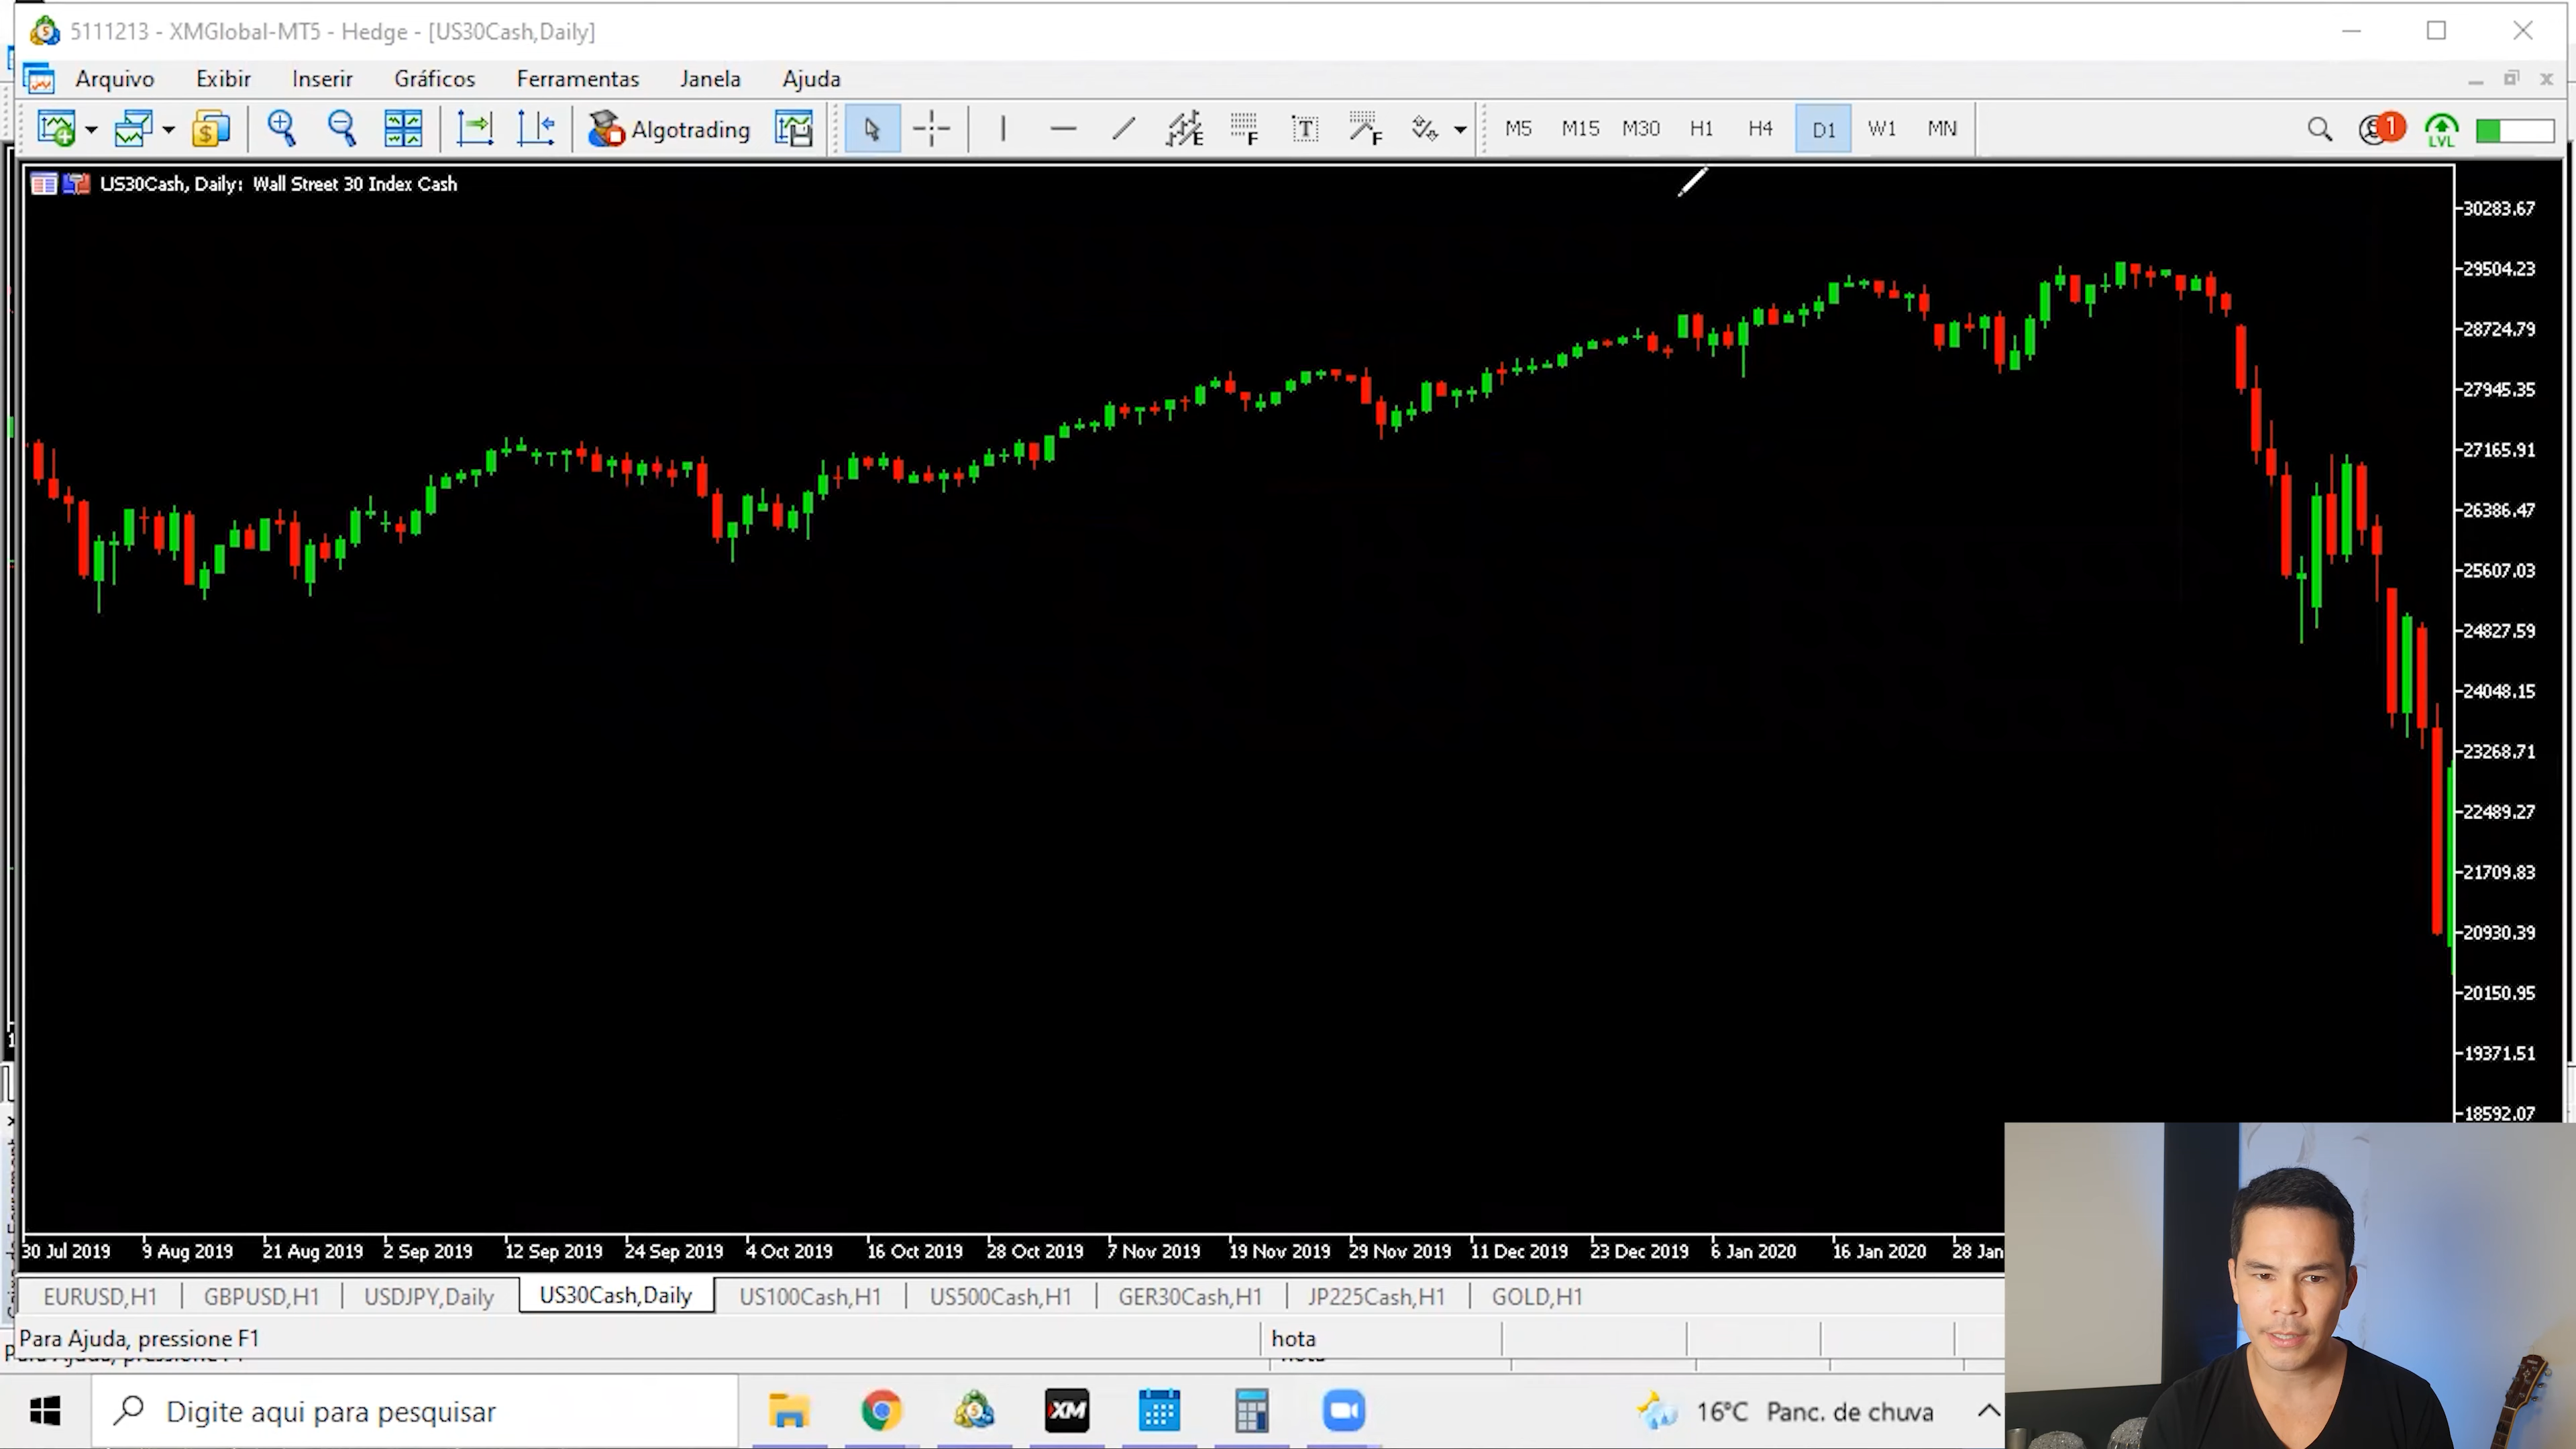 5111213 - XMGlobal-MT5 - Hedge - [US30Cash,Daily]
Arquivo Exibir Inserir Gráficos Ferramentas Janela Ajuda
Algotrading E F T F M5 M15 M30 H1 H4 D1 W1 MN 1 LVL
US30Cash, Daily: Wall Street 30 Index Cash
30283.67
29504.23
28724.79
27945.35
27165.91
26386.47
25607.03
24827.59
24048.15
23268.71
22489.27
21709.83
20930.39
20150.95
19371.51
18592.07
30 Jul 2019 9 Aug 2019 21 Aug 2019 2 Sep 2019 12 Sep 2019 24 Sep 2019 4 Oct 2019 16 Oct 2019 28 Oct 2019 7 Nov 2019 19 Nov 2019 29 Nov 2019 11 Dec 2019 23 Dec 2019 6 Jan 2020 16 Jan 2020 28 Jan
EURUSD,H1 GBPUSD,H1 USDJPY,Daily US30Cash,Daily US100Cash,H1 US500Cash,H1 GER30Cash,H1 JP225Cash,H1 GOLD,H1
Para Ajuda, pressione F1 hota
Digite aqui para pesquisar XM 16°C Panc. de chuva